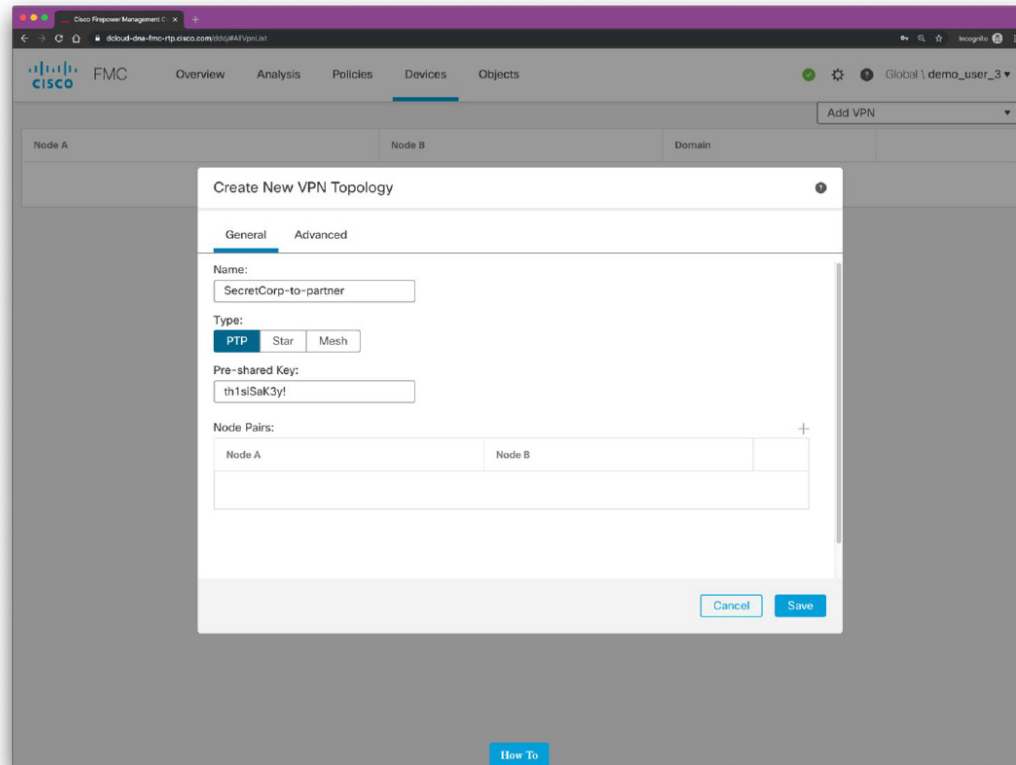 Cisco Firepower Management C
dcloud-dna-fmc-rtp.cisco.com/ddd/#AllVpnList
Incognito
cisco FMC Overview Analysis Policies Devices Objects Global \ demo_user_3
Add VPN
Node A Node B Domain
Create New VPN Topology
General Advanced
Name:
SecretCorp-to-partner
Type:
PTP Star Mesh
Pre-shared Key:
th1siSaK3y!
Node Pairs:
Node A Node B
Cancel Save
How To